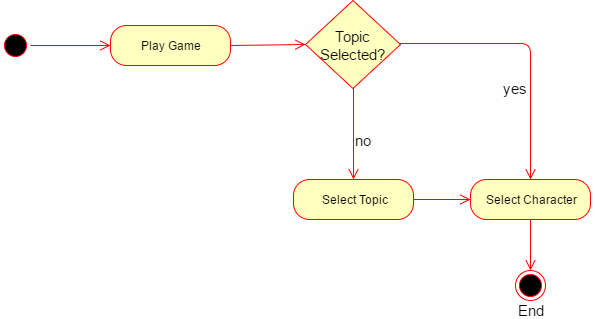 Play Game
Topic
Selected?
yes
no
Select Topic
Select Character
End